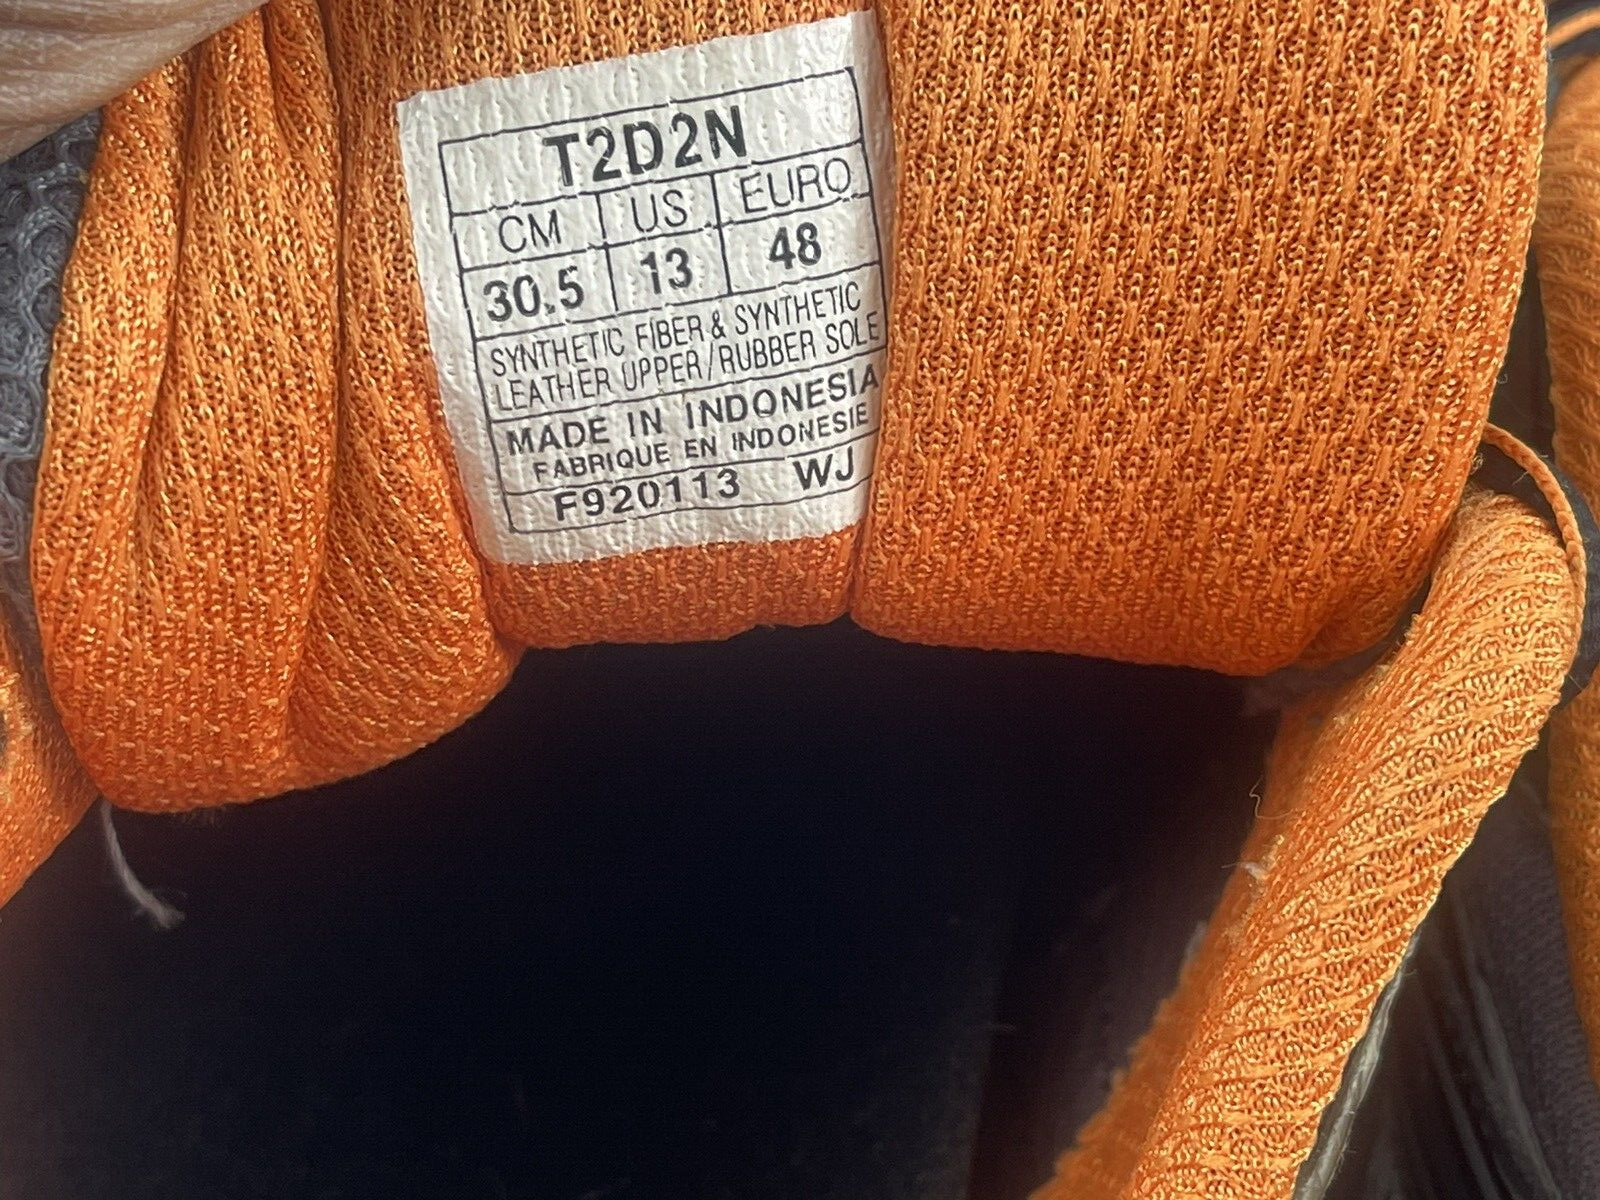 T2D2N
CM US EURO
30.5 13 48
SYNTHETIC FIBER & SYNTHETIC
LEATHER UPPER/RUBBER SOLE
MADE IN INDONESIA
FABRIQUE EN INDONESIE
F920113 WJ